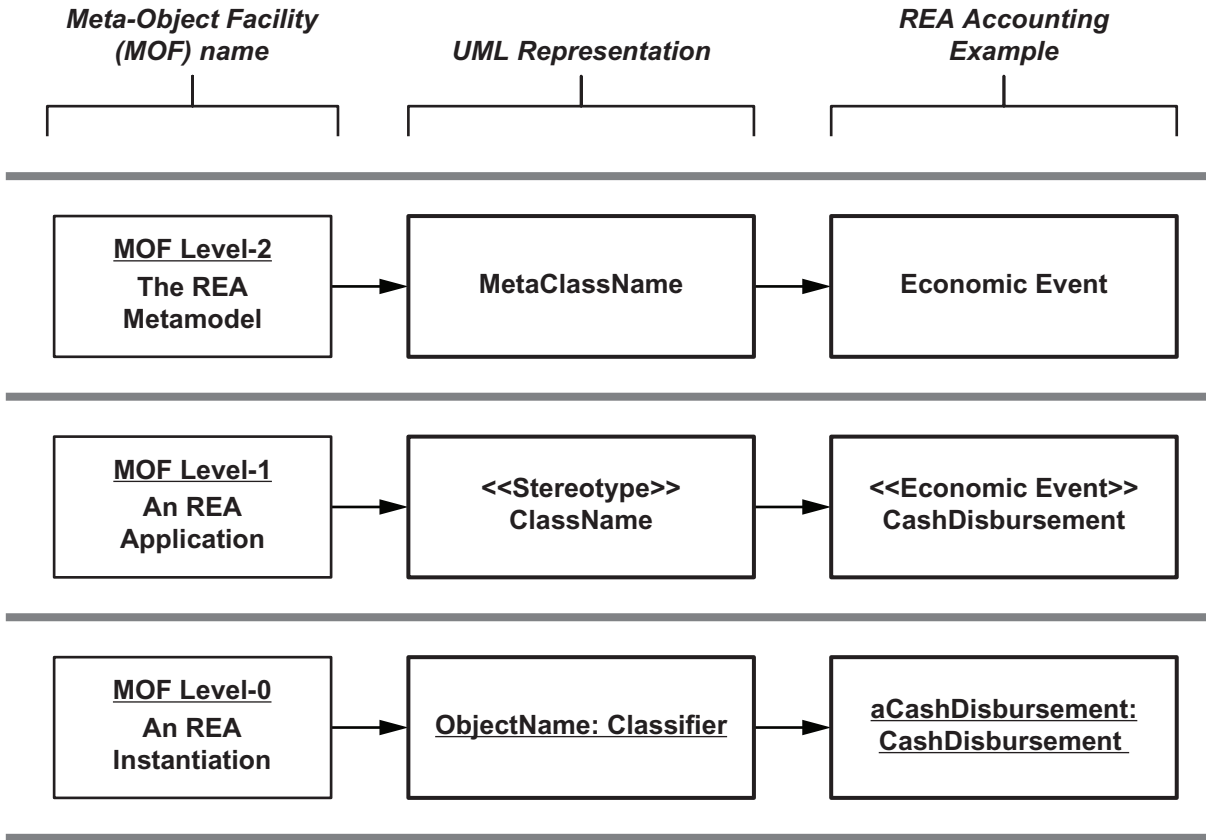 Meta-Object Facility
(MOF) name
UML Representation
REA Accounting
Example
MOF Level-2
The REA
Metamodel
MetaClassName
Economic Event
MOF Level-1
An REA
Application
<<Stereotype>>
ClassName
<<Economic Event>>
CashDisbursement
MOF Level-0
An REA
Instantiation
ObjectName: Classifier
aCashDisbursement:
CashDisbursement